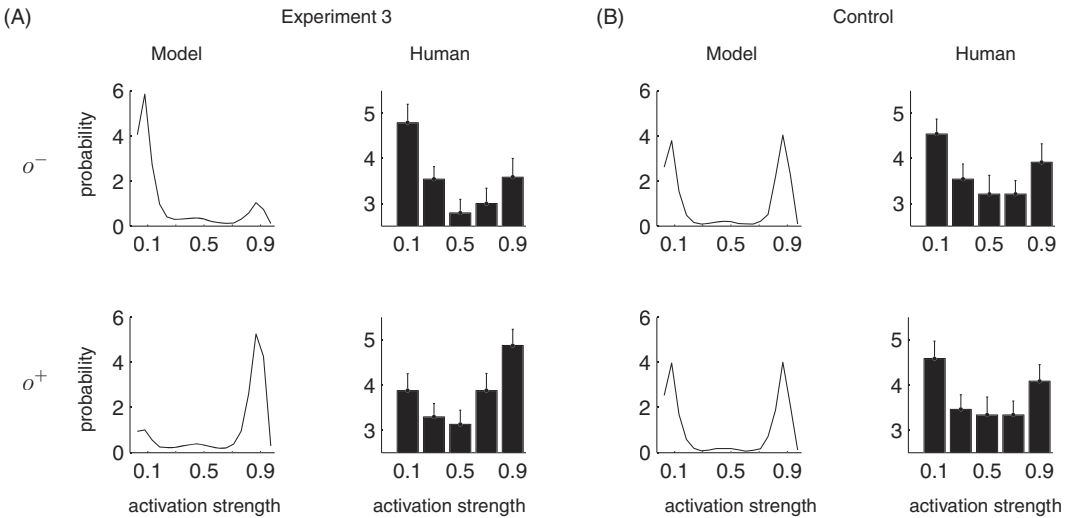 (A) Experiment 3 (B) Control
Model Human Model Human
6 5 6 5
4 4 4 4
2 3 2 3
0 0
probability
o−
0.1 0.5 0.9 0.1 0.5 0.9 0.1 0.5 0.9 0.1 0.5 0.9
6 5 6 5
4 4 4 4
2 3 2 3
0 0
probability
o+
0.1 0.5 0.9 0.1 0.5 0.9 0.1 0.5 0.9 0.1 0.5 0.9
activation strength activation strength activation strength activation strength